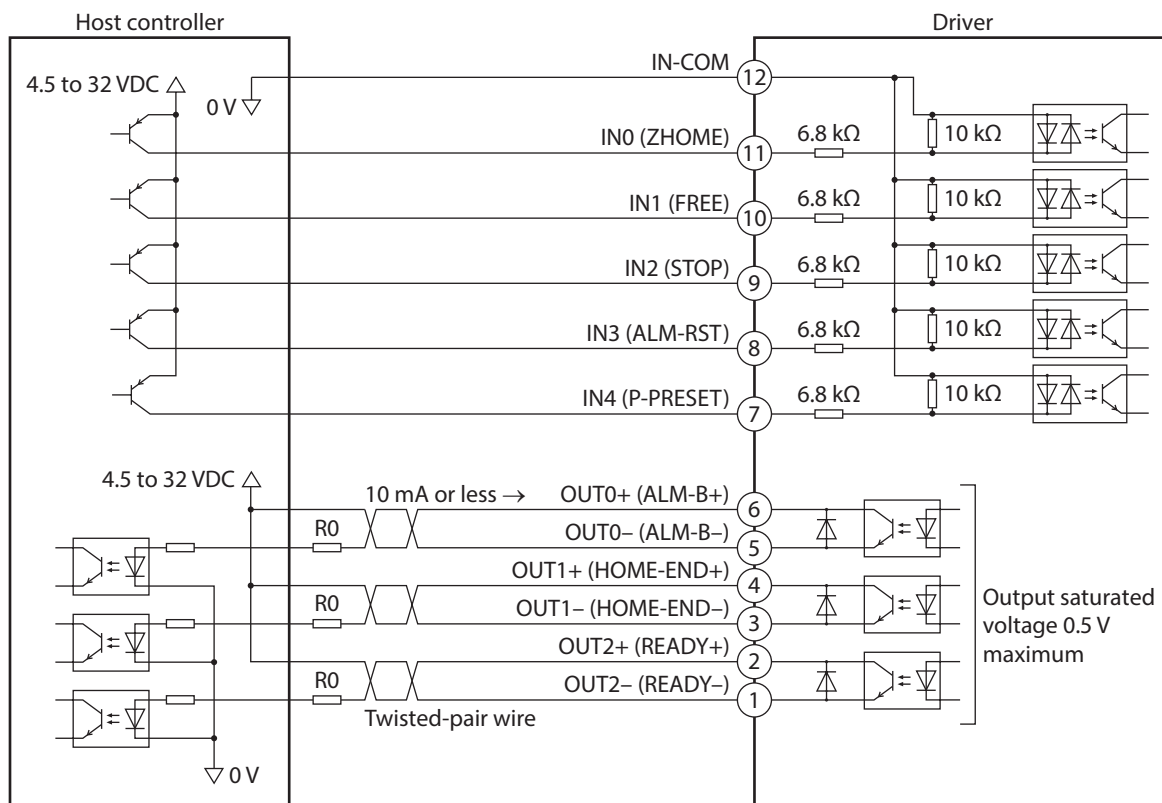 Host controller
Driver
4.5 to 32 VDC
0 V
IN-COM
12
IN0 (ZHOME)
11
6.8 kΩ
10 kΩ
IN1 (FREE)
10
6.8 kΩ
10 kΩ
IN2 (STOP)
9
6.8 kΩ
10 kΩ
IN3 (ALM-RST)
8
6.8 kΩ
10 kΩ
IN4 (P-PRESET)
7
6.8 kΩ
10 kΩ
4.5 to 32 VDC
10 mA or less →
OUT0+ (ALM-B+)
6
R0
OUT0– (ALM-B–)
5
OUT1+ (HOME-END+)
4
R0
OUT1– (HOME-END–)
3
OUT2+ (READY+)
2
R0
OUT2– (READY–)
1
Twisted-pair wire
0 V
Output saturated
voltage 0.5 V
maximum